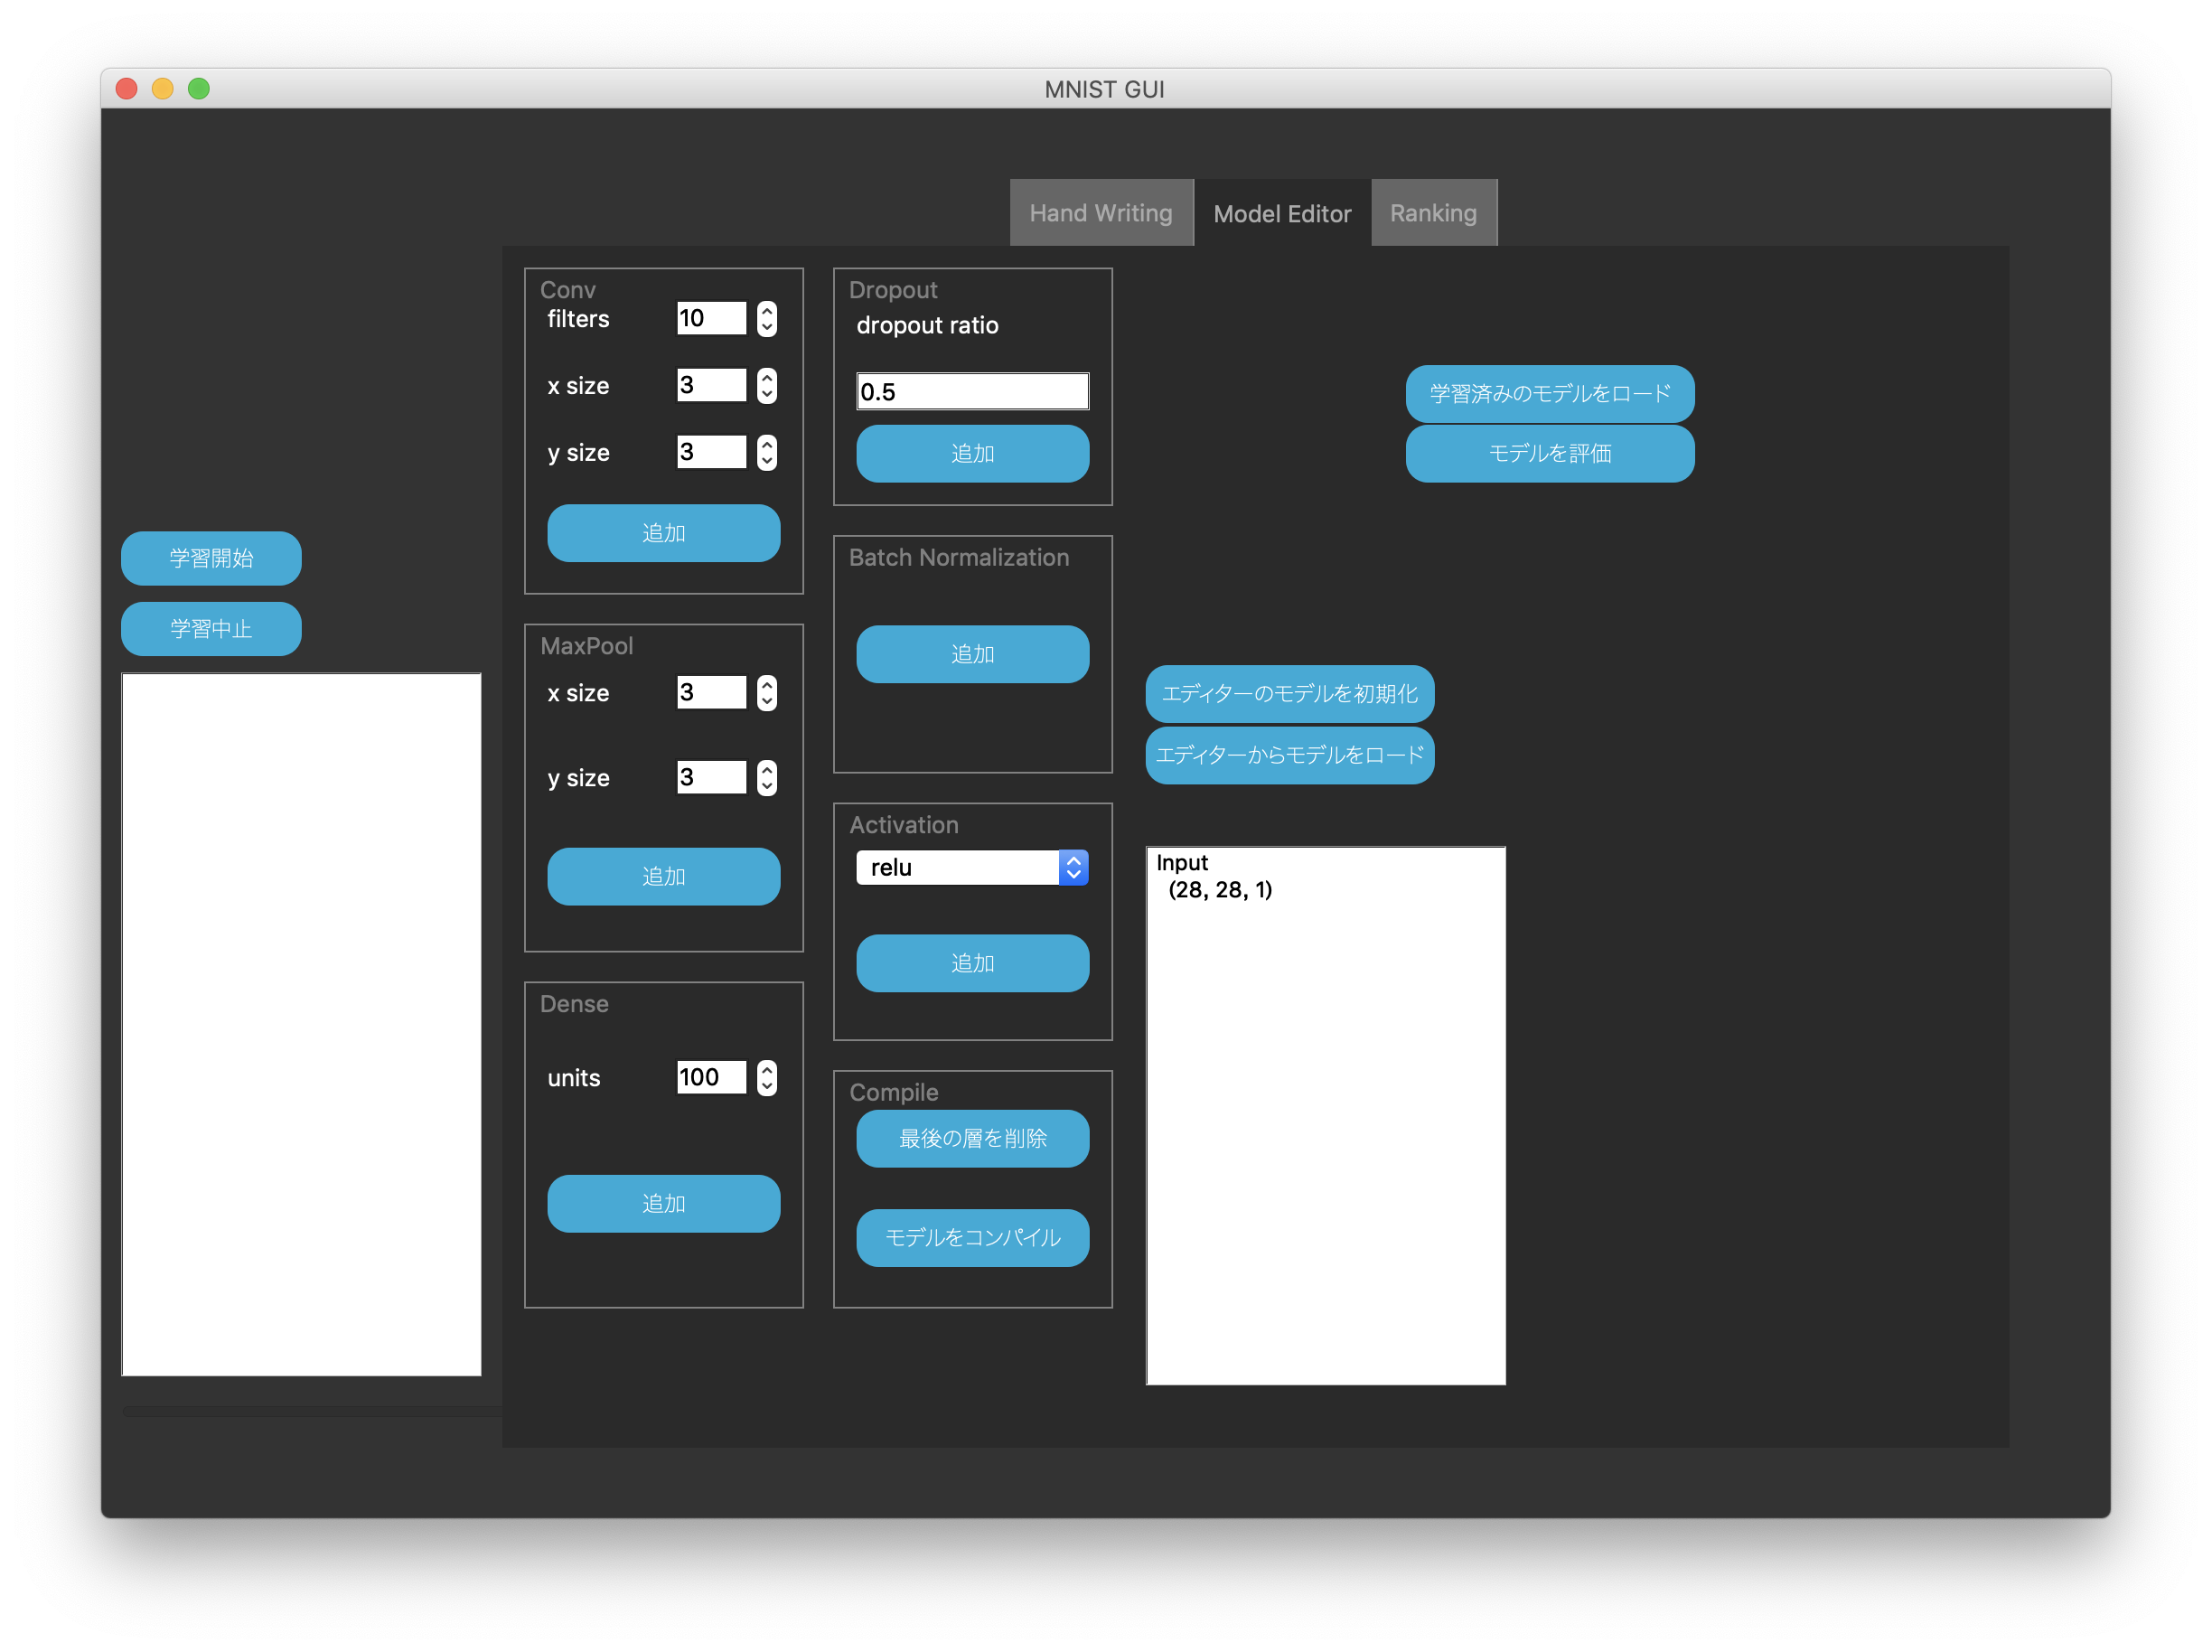 MNIST GUI
Hand Writing
Model Editor
Ranking
学習開始
学習中止
Conv
filters 10
x size 3
y size 3
追加
MaxPool
x size 3
y size 3
追加
Dense
units 100
追加
Dropout
dropout ratio
0.5
追加
Batch Normalization
追加
Activation
relu
追加
Compile
最後の層を削除
モデルをコンパイル
学習済みのモデルをロード
モデルを評価
エディターのモデルを初期化
エディターからモデルをロード
Input
(28, 28, 1)